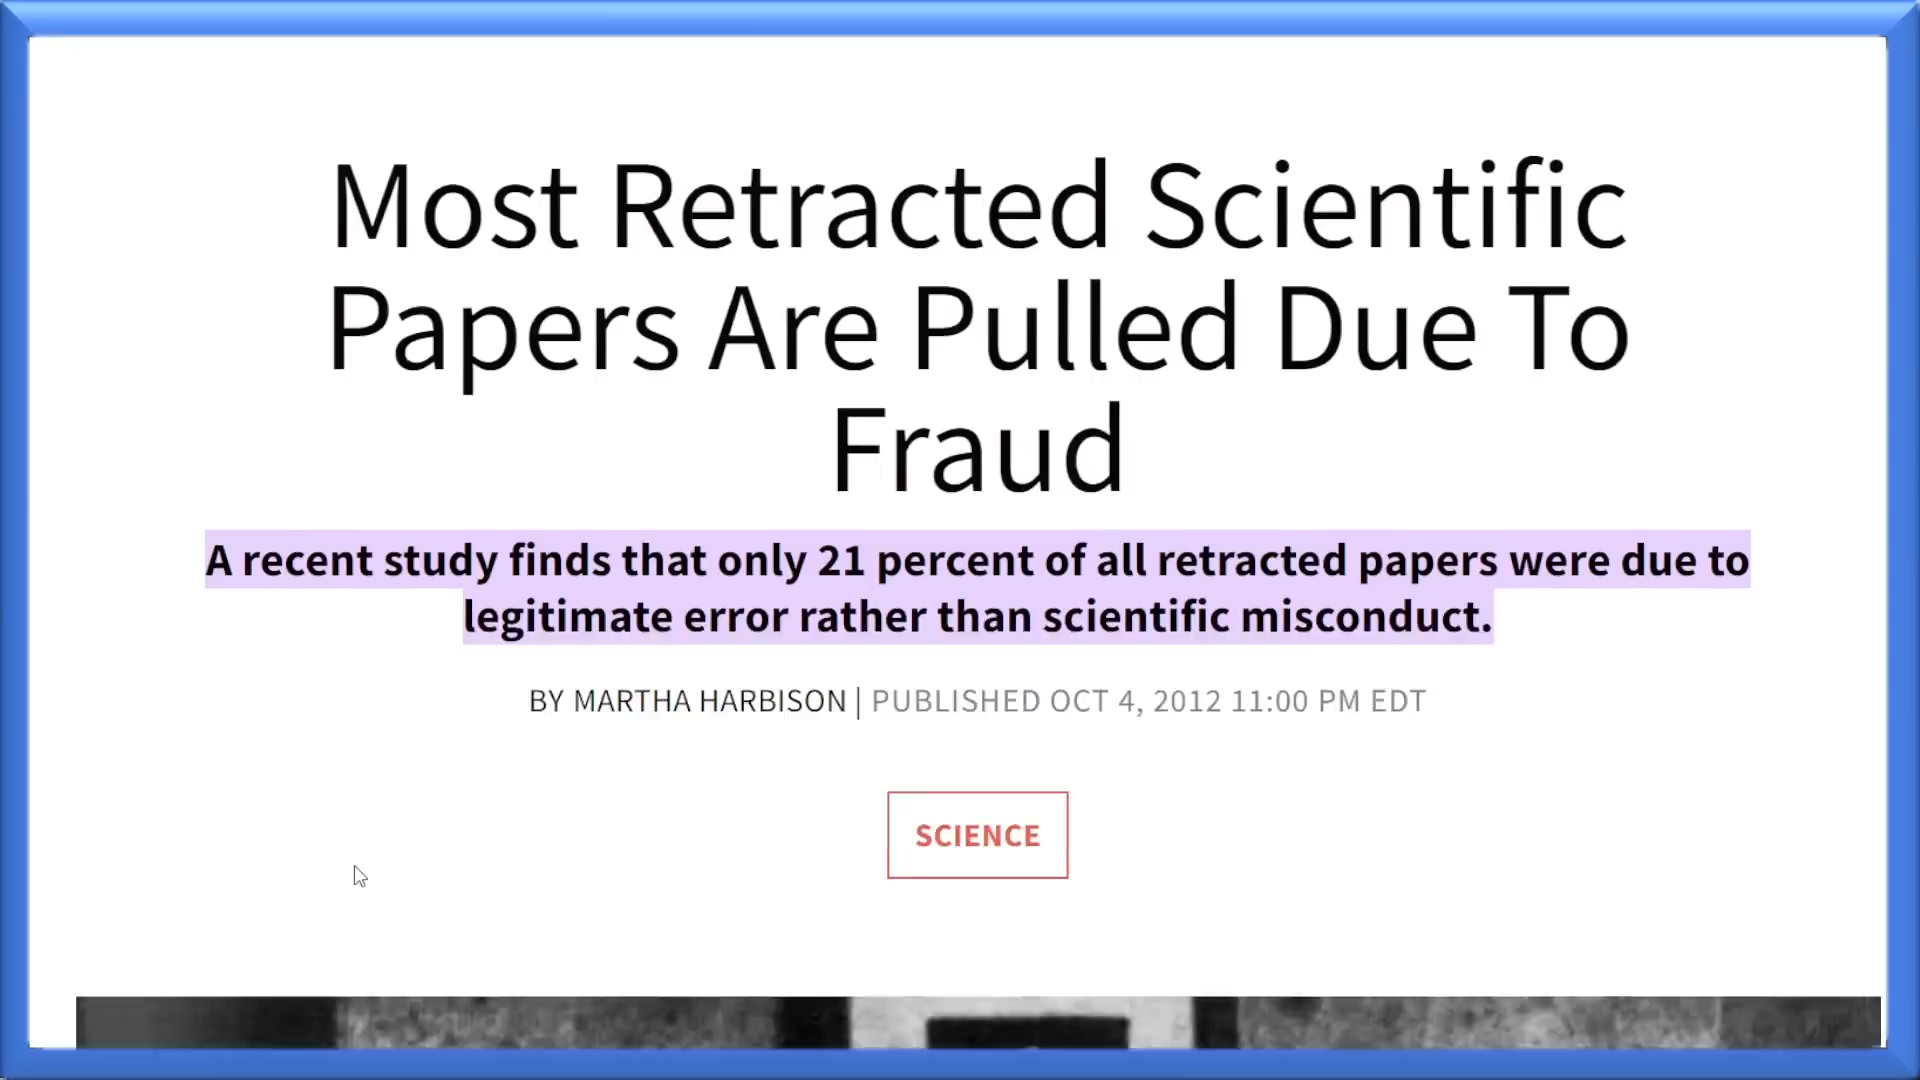 Most Retracted Scientific
Papers Are Pulled Due To
Fraud
A recent study finds that only 21 percent of all retracted papers were due to
legitimate error rather than scientific misconduct.
BY MARTHA HARBISON | PUBLISHED OCT 4, 2012 11:00 PM EDT
SCIENCE